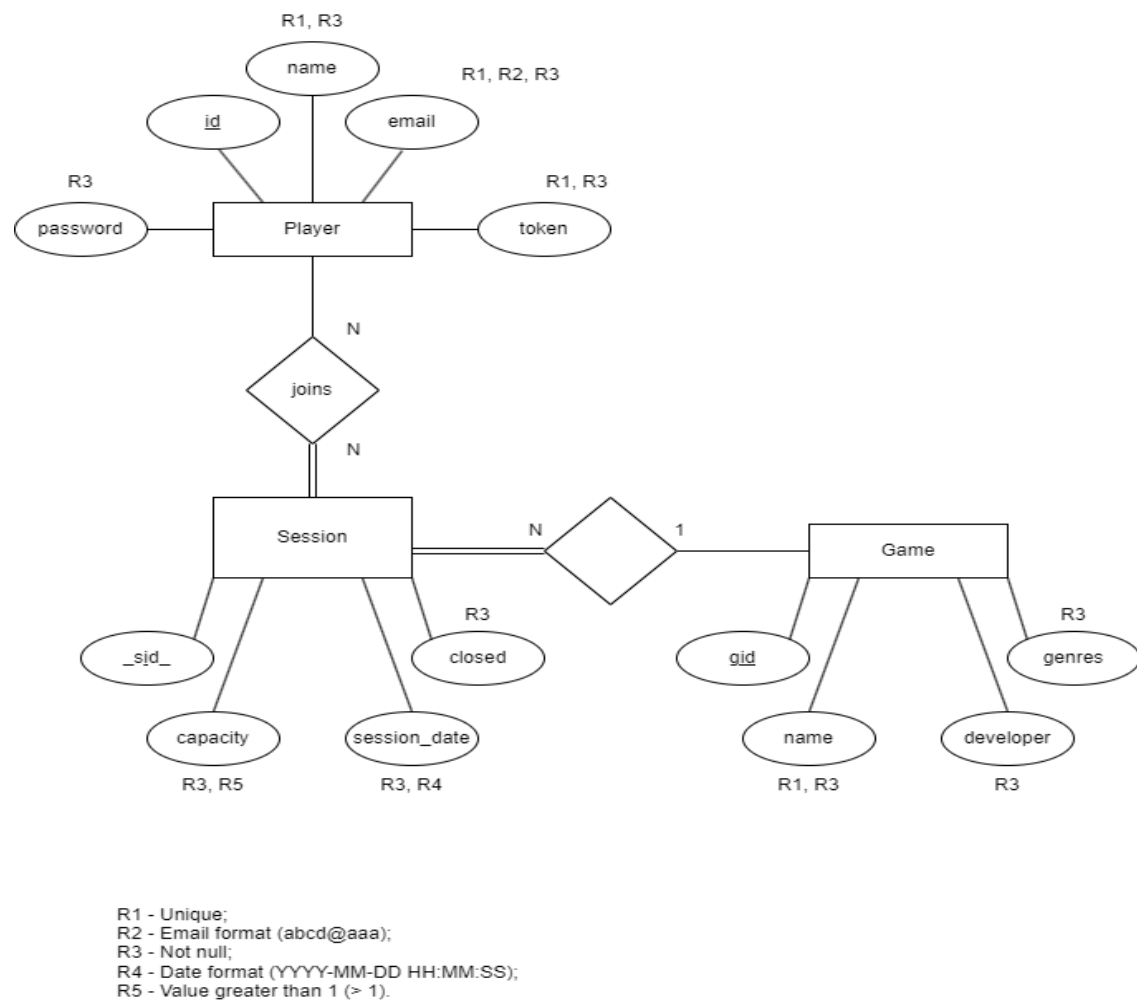 R1, R3
name
R1, R2, R3
id
email
R3
R1, R3
password
Player
token
N
joins
N
Session
N
1
Game
R3
R3
_sid_
closed
gid
genres
capacity
session_date
name
developer
R3, R5
R3, R4
R1, R3
R3
R1 - Unique;
R2 - Email format (abcd@aaa);
R3 - Not null;
R4 - Date format (YYYY-MM-DD HH:MM:SS);
R5 - Value greater than 1 (> 1).